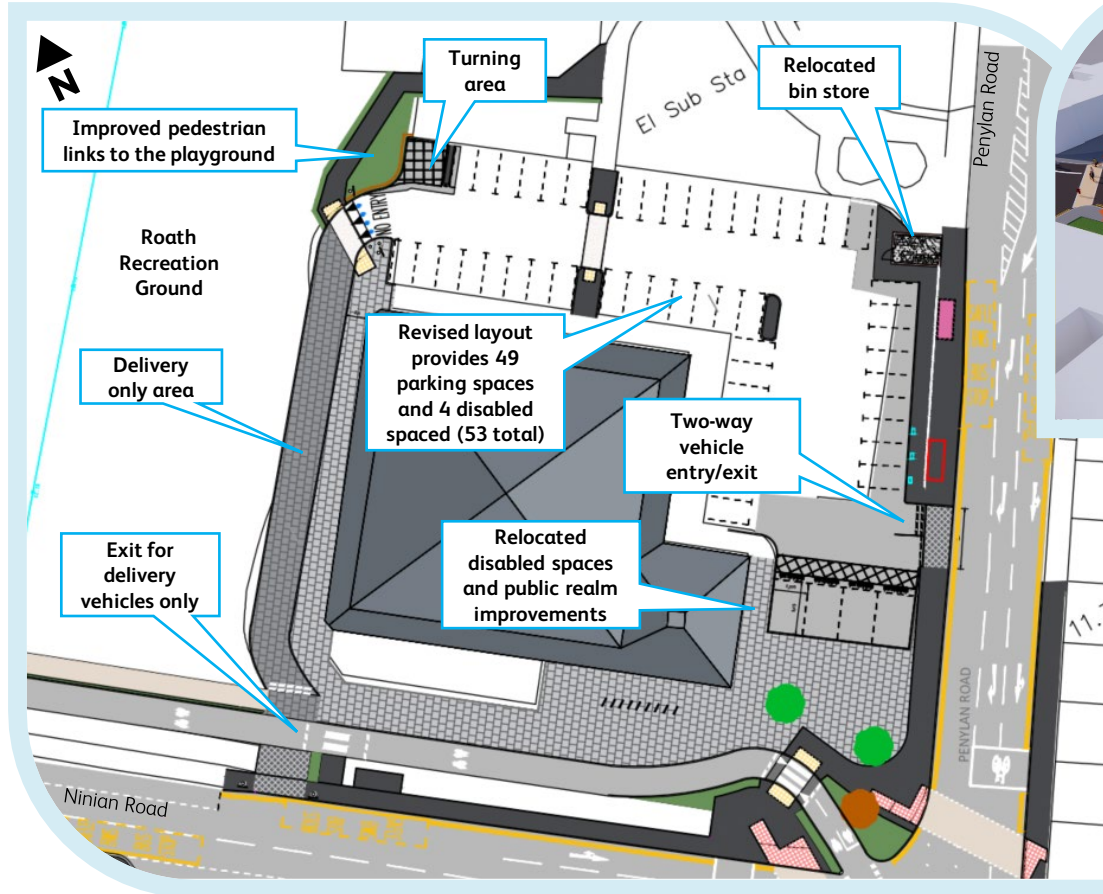 N
Turning
area
Relocated
bin store
Penylan Road
El Sub Sta
Improved pedestrian
links to the playground
NO ENTRY
Roath
Recreation
Ground
Revised layout
provides 49
parking spaces
and 4 disabled
spaced (53 total)
Delivery
only area
Two-way
vehicle
entry/exit
Relocated
disabled spaces
and public realm
improvements
Exit for
delivery
vehicles only
11.
PENYLAN ROAD
Ninian Road